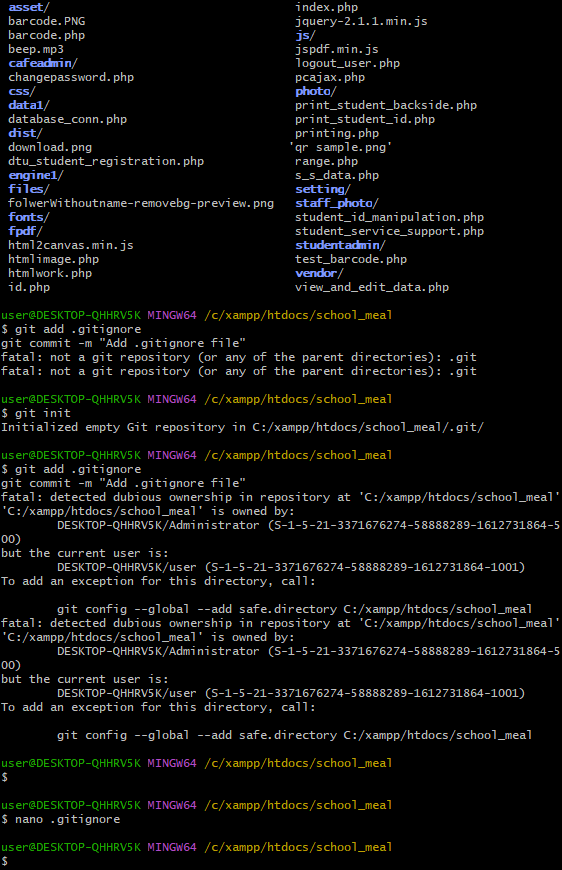 asset/ index.php
barcode.PNG jquery-2.1.1.min.js
barcode.php js/
beep.mp3 jspdf.min.js
cafeadmin/ logout_user.php
changepassword.php pcajax.php
css/ photo/
data1/ print_student_backside.php
database_conn.php print_student_id.php
dist/ printing.php
download.png 'qr sample.png'
dtu_student_registration.php range.php
engine1/ s_s_data.php
files/ setting/
folwerWithoutname-removebg-preview.png staff_photo/
fonts/ student_id_manipulation.php
fpdf/ student_service_support.php
html2canvas.min.js studentadmin/
htmlimage.php test_barcode.php
htmlwork.php vendor/
id.php view_and_edit_data.php
user@DESKTOP-QHHRV5K MINGW64 /c/xampp/htdocs/school_meal
$ git add .gitignore
git commit -m "Add .gitignore file"
fatal: not a git repository (or any of the parent directories): .git
fatal: not a git repository (or any of the parent directories): .git
user@DESKTOP-QHHRV5K MINGW64 /c/xampp/htdocs/school_meal
$ git init
Initialized empty Git repository in C:/xampp/htdocs/school_meal/.git/
user@DESKTOP-QHHRV5K MINGW64 /c/xampp/htdocs/school_meal
$ git add .gitignore
git commit -m "Add .gitignore file"
fatal: detected dubious ownership in repository at 'C:/xampp/htdocs/school_meal'
'C:/xampp/htdocs/school_meal' is owned by:
DESKTOP-QHHRV5K/Administrator (S-1-5-21-3371676274-58888289-1612731864-5
00)
but the current user is:
DESKTOP-QHHRV5K/user (S-1-5-21-3371676274-58888289-1612731864-1001)
To add an exception for this directory, call:
git config --global --add safe.directory C:/xampp/htdocs/school_meal
fatal: detected dubious ownership in repository at 'C:/xampp/htdocs/school_meal'
'C:/xampp/htdocs/school_meal' is owned by:
DESKTOP-QHHRV5K/Administrator (S-1-5-21-3371676274-58888289-1612731864-5
00)
but the current user is:
DESKTOP-QHHRV5K/user (S-1-5-21-3371676274-58888289-1612731864-1001)
To add an exception for this directory, call:
git config --global --add safe.directory C:/xampp/htdocs/school_meal
user@DESKTOP-QHHRV5K MINGW64 /c/xampp/htdocs/school_meal
$
user@DESKTOP-QHHRV5K MINGW64 /c/xampp/htdocs/school_meal
$ nano .gitignore
user@DESKTOP-QHHRV5K MINGW64 /c/xampp/htdocs/school_meal
$